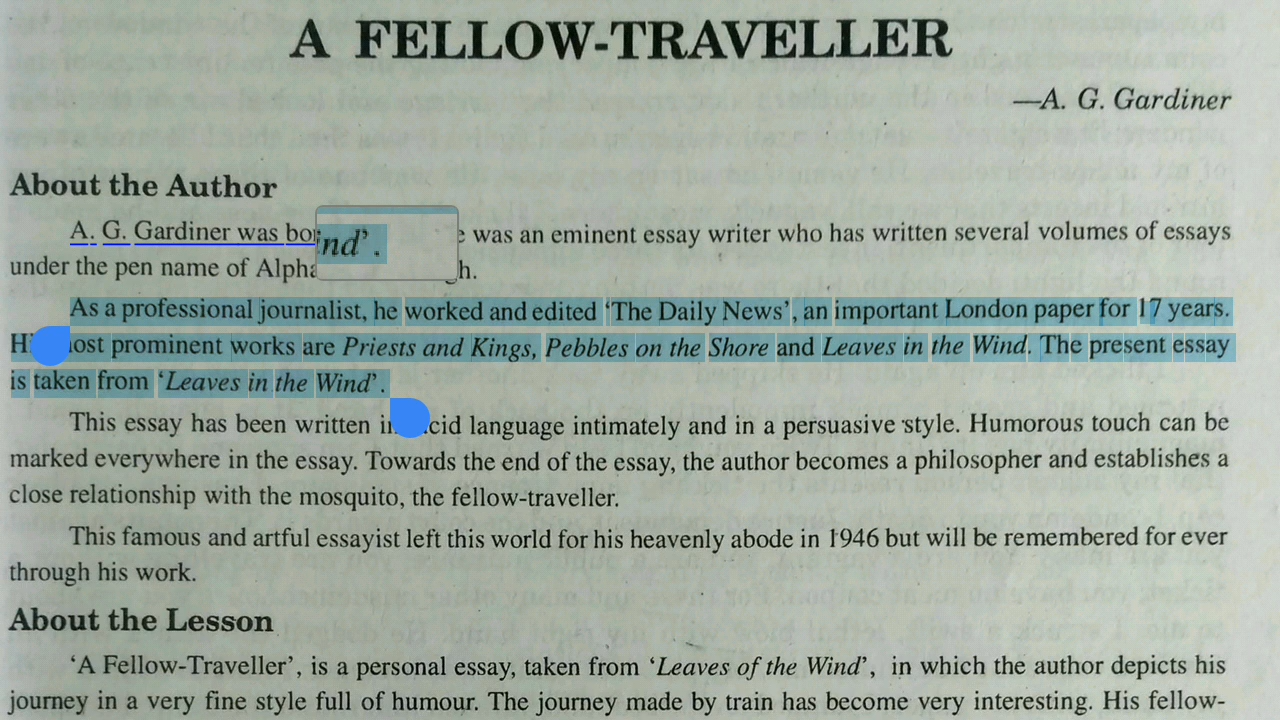 A FELLOW-TRAVELLER
—A. G. Gardiner
About the Author
A. G. Gardiner was was an eminent essay writer who has written several volumes of essays
under the pen name of
ind’.
As a professional journalist, he worked and edited ‘The Daily News’, an important London paper for 17 years.
prominent works are Priests and Kings, Pebbles on the Shore and Leaves in the Wind. The present essay
is taken from ‘Leaves in the Wind’.
This essay has been written language intimately and in a persuasive style. Humorous touch can be
marked everywhere in the essay. Towards the end of the essay, the author becomes a philosopher and establishes a
close relationship with the mosquito, the fellow-traveller.
This famous and artful essayist left this world for his heavenly abode in 1946 but will be remembered for ever
through his work.
About the Lesson
‘A Fellow-Traveller’, is a personal essay, taken from ‘Leaves of the Wind’, in which the author depicts his
journey in a very fine style full of humour. The journey made by train has become very interesting. His fellow-